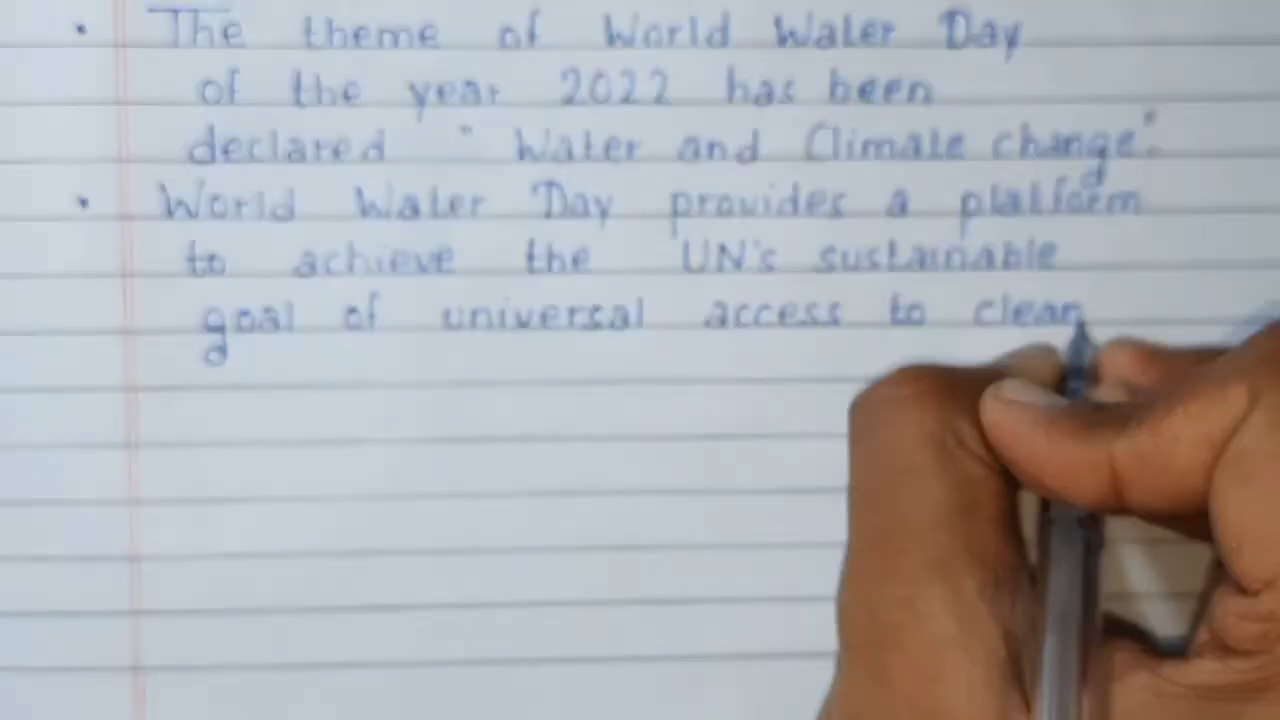 • The theme of World Water Day
of the year 2022 has been
declared " Water and Climate change".
• World Water Day provides a platform
to achieve the UN's sustainable
goal of universal access to clean